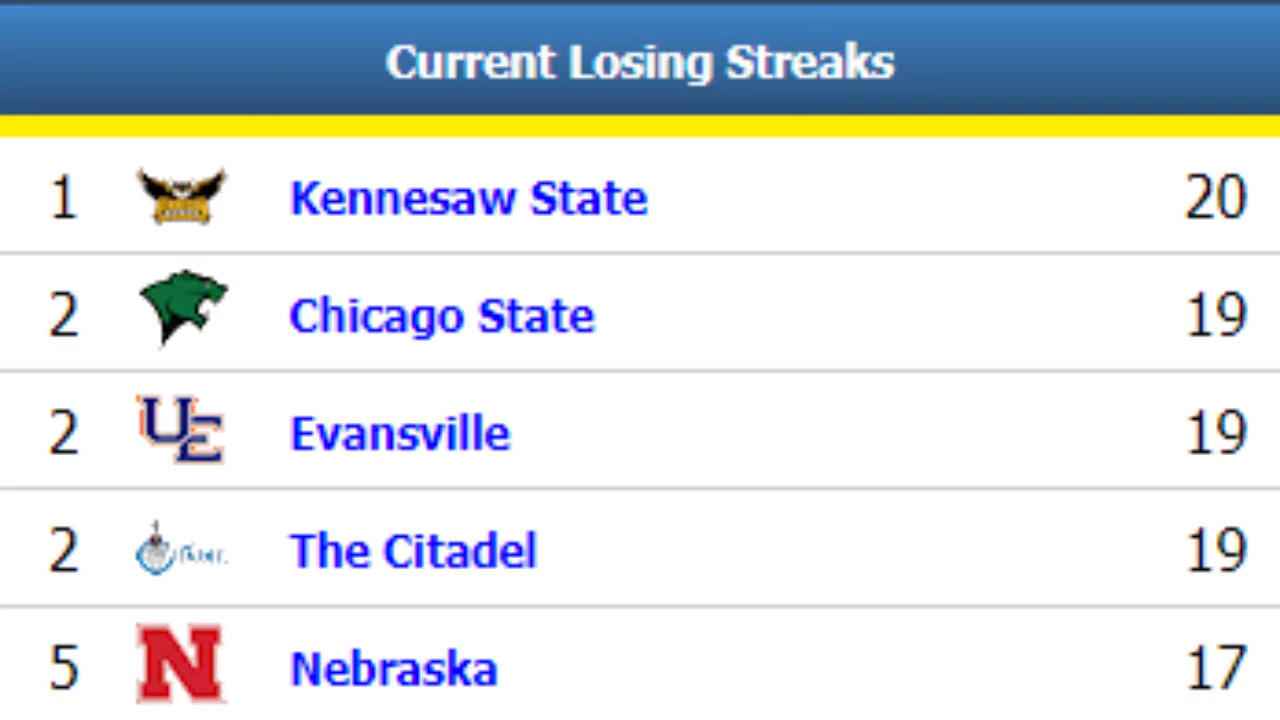 Current Losing Streaks
1 Kennesaw State 20
2 Chicago State 19
2 UE Evansville 19
2 The Citadel 19
5 N Nebraska 17